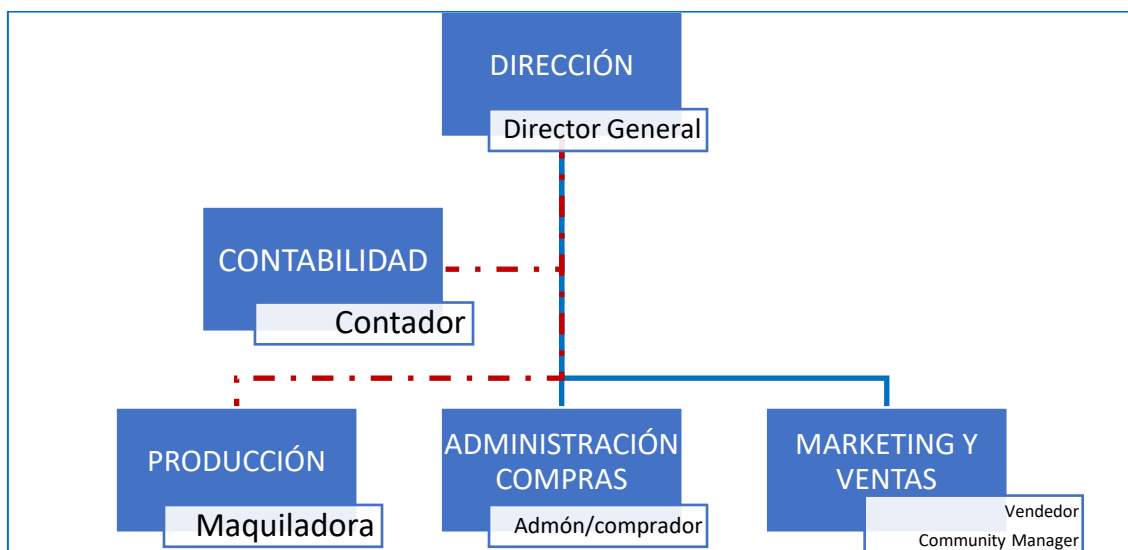 DIRECCIÓN
Director General
CONTABILIDAD
Contador
PRODUCCIÓN
Maquiladora
ADMINISTRACIÓN
COMPRAS
Admón/comprador
MARKETING Y
VENTAS
Vendedor
Community Manager